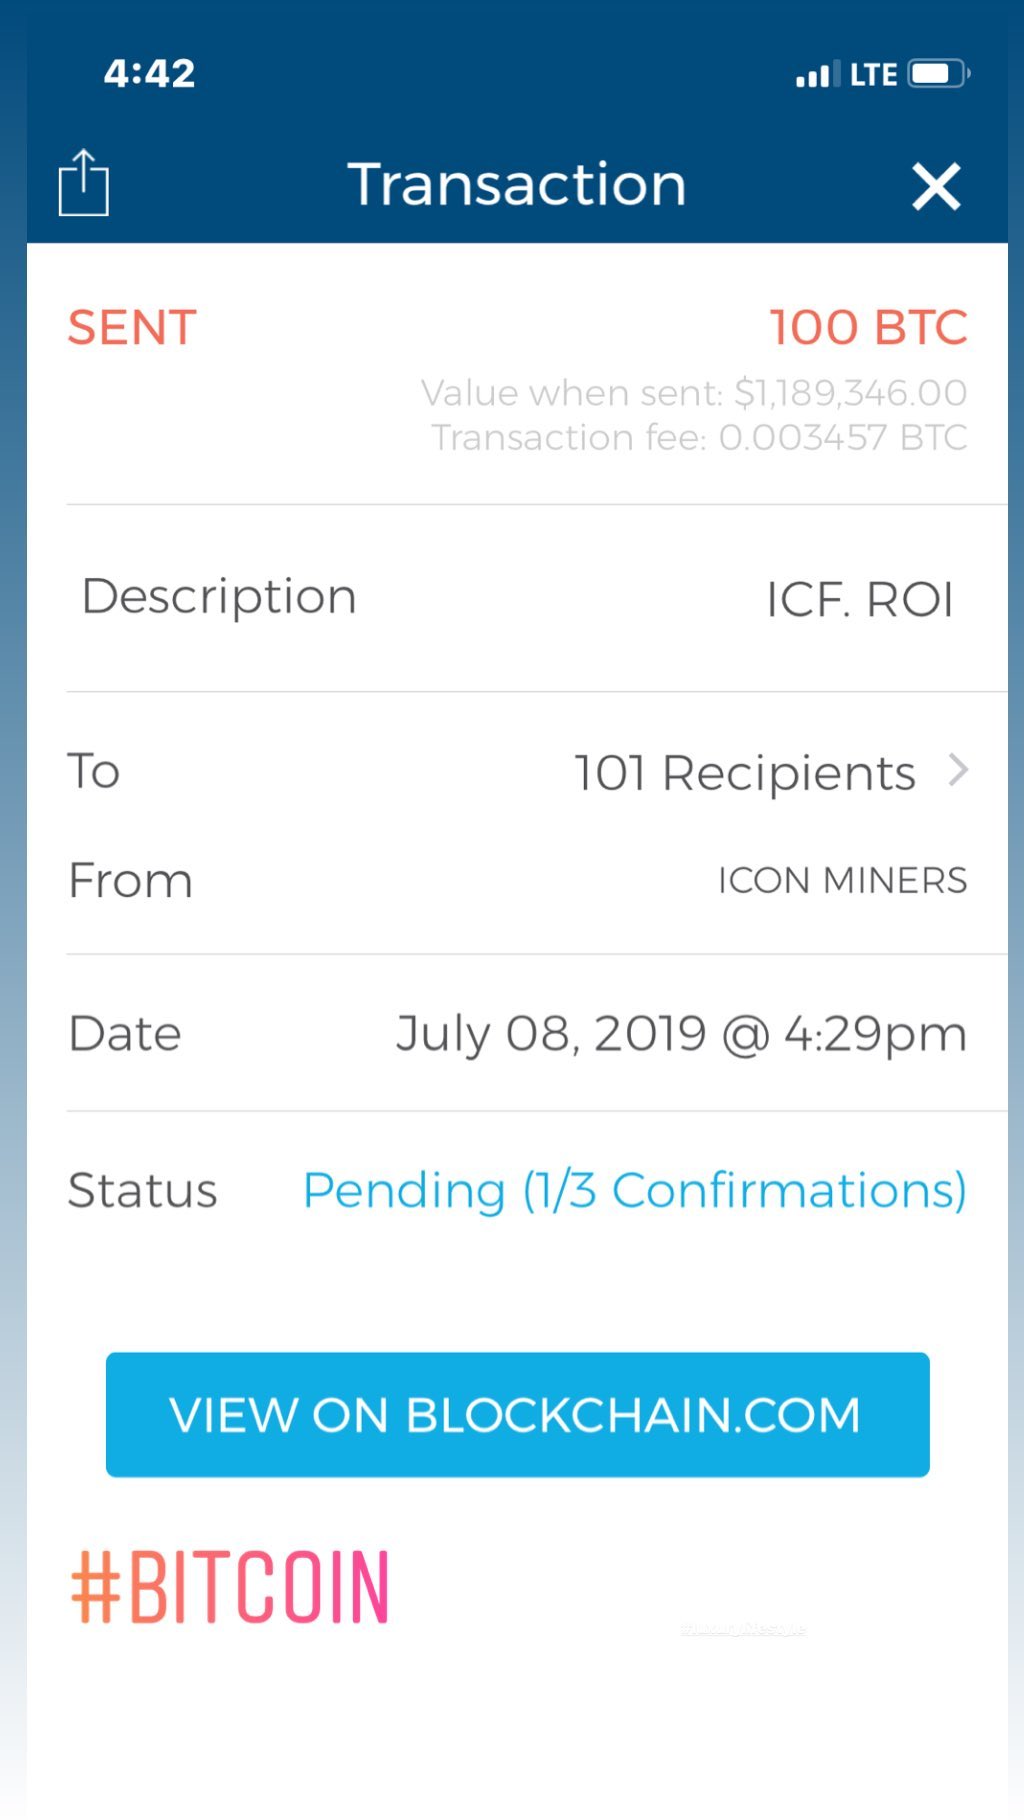 4:42
LTE
Transaction
SENT
100 BTC
Value when sent: $1,189,346.00
Transaction fee: 0.003457 BTC
Description
ICF. ROI
To
101 Recipients
From
ICON MINERS
Date
July 08, 2019 @ 4:29pm
Status
Pending (1/3 Confirmations)
VIEW ON BLOCKCHAIN.COM
#BITCOIN
#luxurylifestyle